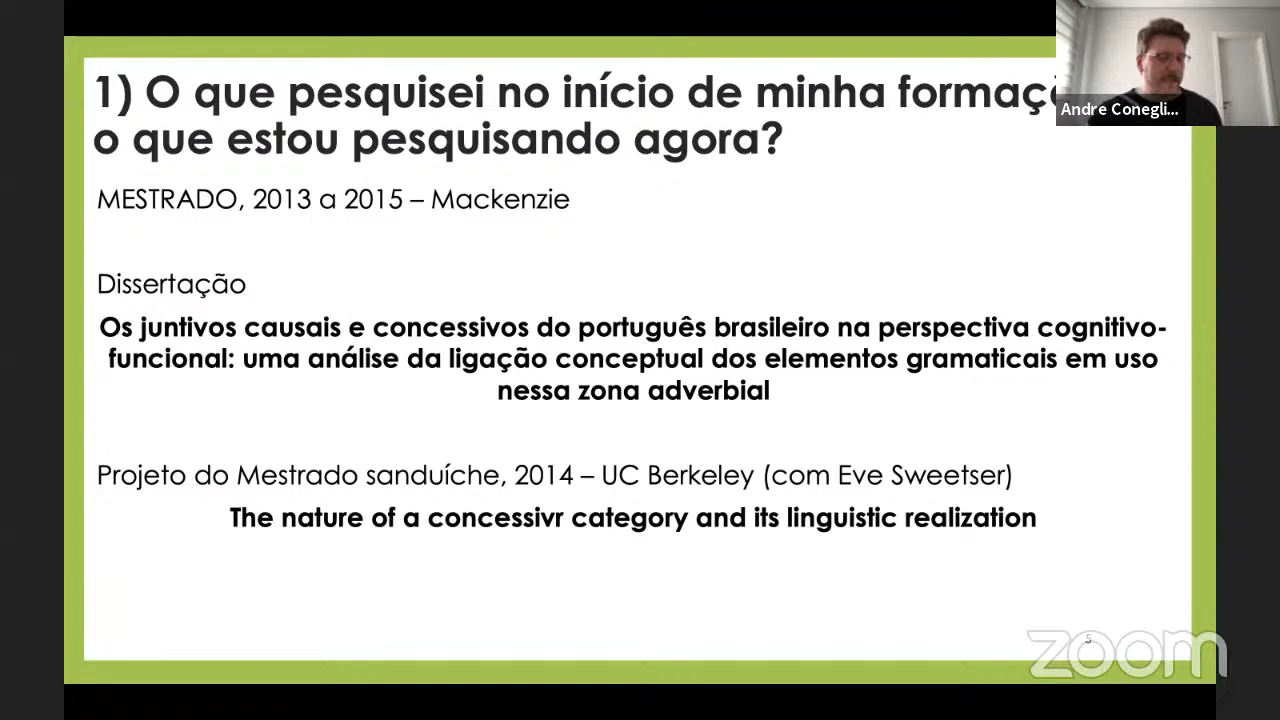 1) O que pesquisei no início de minha formaç
o que estou pesquisando agora?
Andre Conegli...
MESTRADO, 2013 a 2015 – Mackenzie
Dissertação
Os juntivos causais e concessivos do português brasileiro na perspectiva cognitivo-
funcional: uma análise da ligação conceptual dos elementos gramaticais em uso
nessa zona adverbial
Projeto do Mestrado sanduíche, 2014 – UC Berkeley (com Eve Sweetser)
The nature of a concessivr category and its linguistic realization
5
zoom